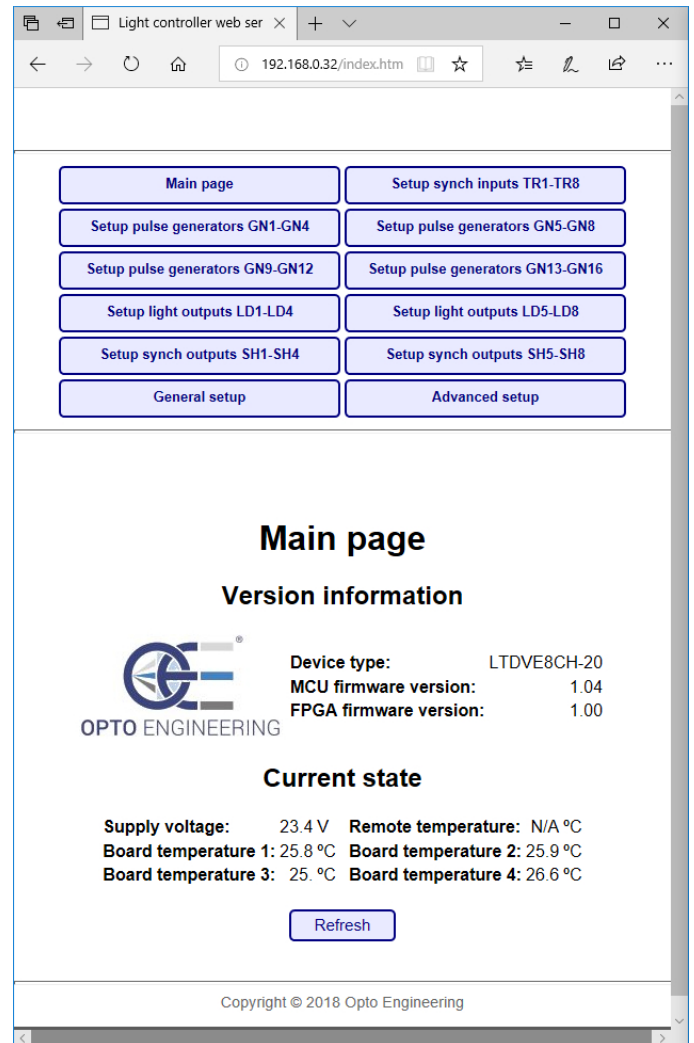 Light controller web ser
192.168.0.32/index.htm
Main page Setup synch inputs TR1-TR8
Setup pulse generators GN1-GN4 Setup pulse generators GN5-GN8
Setup pulse generators GN9-GN12 Setup pulse generators GN13-GN16
Setup light outputs LD1-LD4 Setup light outputs LD5-LD8
Setup synch outputs SH1-SH4 Setup synch outputs SH5-SH8
General setup Advanced setup
Main page
Version information
®
OPTO ENGINEERING
Device type: LTDVE8CH-20
MCU firmware version: 1.04
FPGA firmware version: 1.00
Current state
Supply voltage: 23.4 V Remote temperature: N/A ºC
Board temperature 1: 25.8 ºC Board temperature 2: 25.9 ºC
Board temperature 3: 25. ºC Board temperature 4: 26.6 ºC
Refresh
Copyright © 2018 Opto Engineering